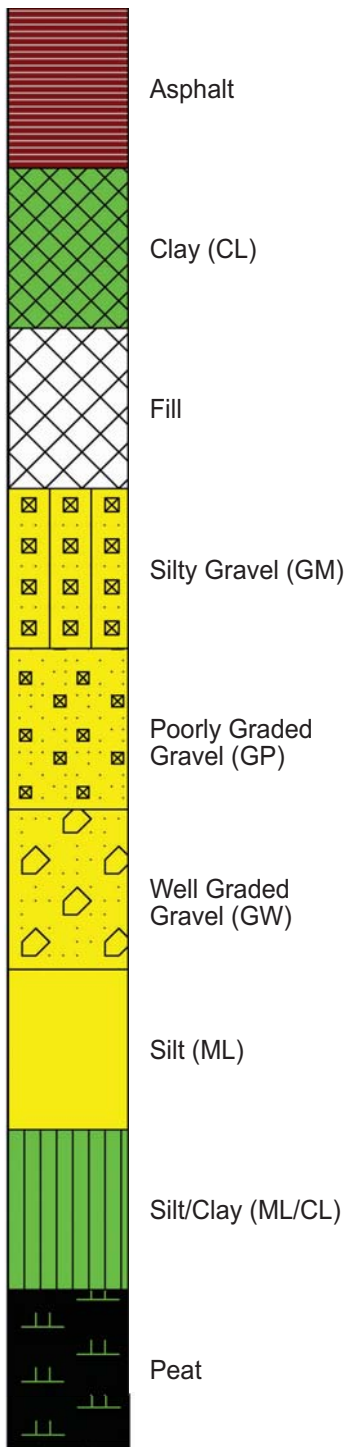 Asphalt
Clay (CL)
Fill
Silty Gravel (GM)
Poorly Graded
Gravel (GP)
Well Graded
Gravel (GW)
Silt (ML)
Silt/Clay (ML/CL)
Peat